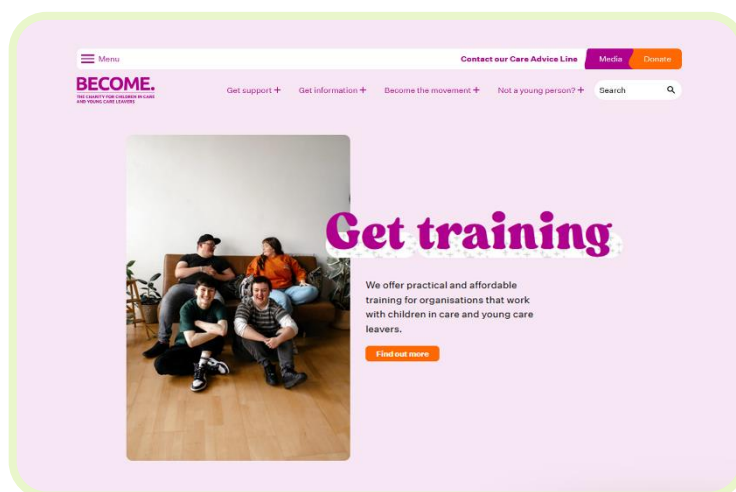 Menu
Contact our Care Advice Line
Media
Donate
BECOME.
THE CHARITY FOR CHILDREN IN CARE
AND YOUNG CARE LEAVERS
Get support +
Get information +
Become the movement +
Not a young person? +
Search
Get training
We offer practical and affordable
training for organisations that work
with children in care and young care
leavers.
Find out more